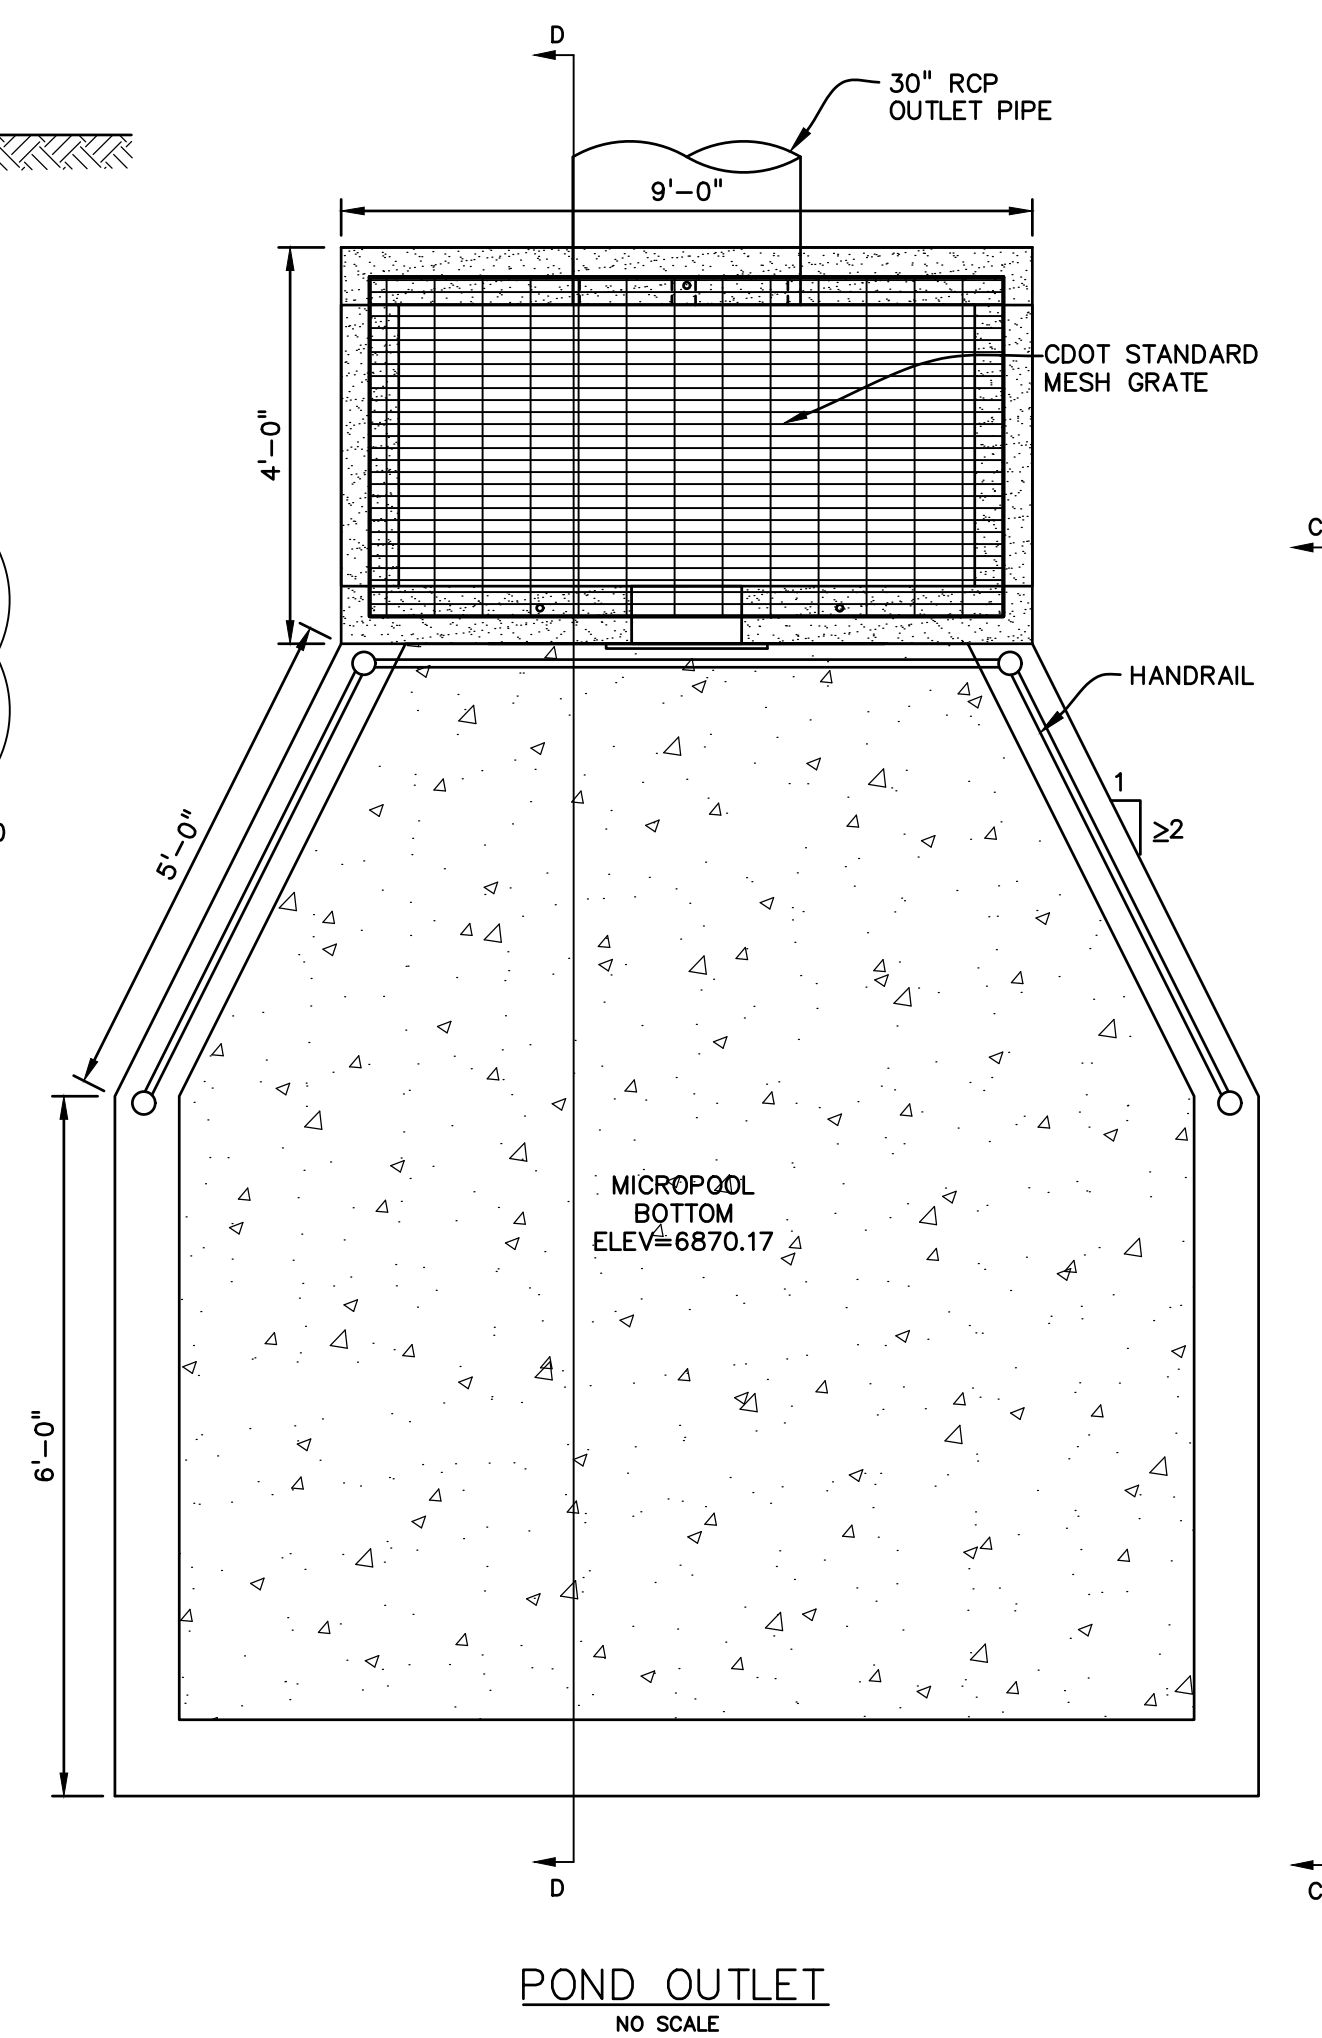 D
30" RCP
OUTLET PIPE
9'-0"
CDOT STANDARD
MESH GRATE
4'-0"
C
HANDRAIL
1
≥2
5'-0"
MICROPOOL
BOTTOM
ELEV=6870.17
6'-0"
D
C
POND OUTLET
NO SCALE